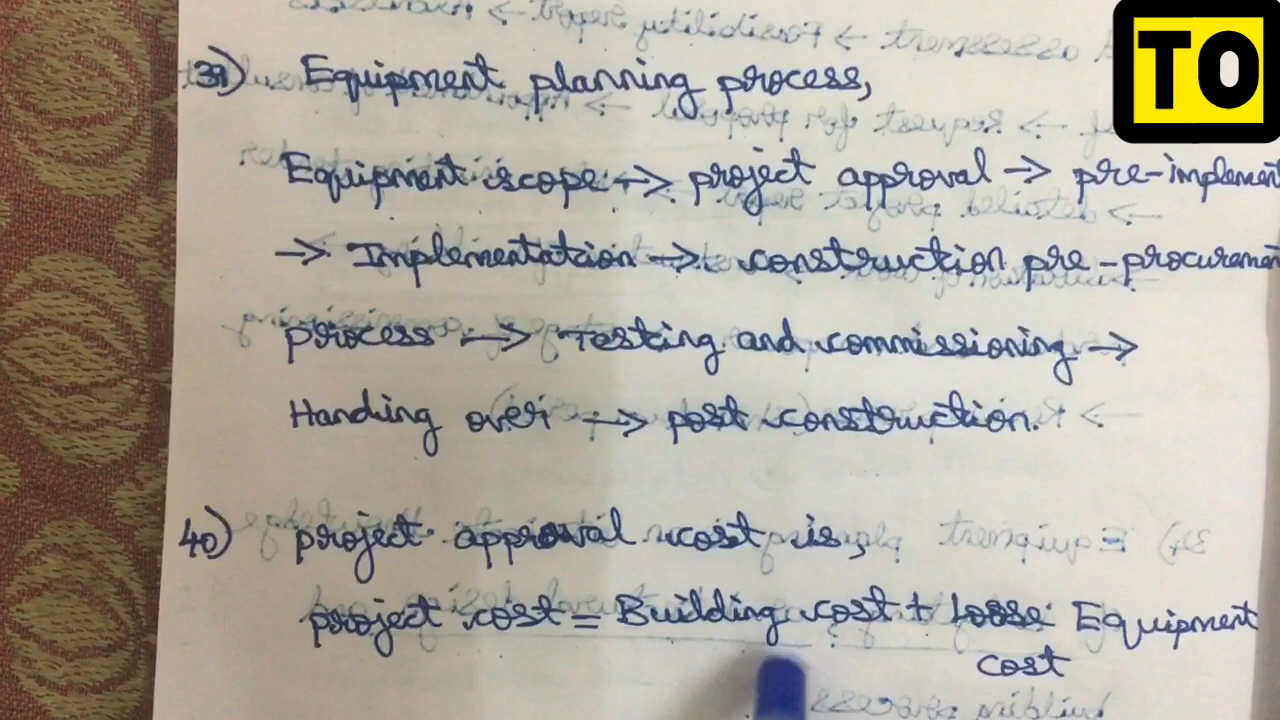 TO
39) Equipment planning process,
Equipment scope → project approval → pre-implement
→ Implementation → construction pre-procuremen
process → Testing and commissioning →
Handing over → post construction.
40) project approval cost is,
project cost = Building cost + loose Equipment
cost